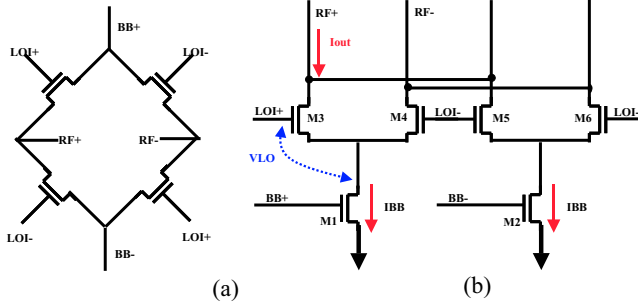 BB+
LOI+
LOI-
RF+
RF-
LOI-
LOI+
BB-
(a)
RF+
RF-
Iout
LOI+
M3
M4
LOI-
M5
M6
LOI-
VLO
BB+
M1
IBB
BB-
M2
IBB
(b)